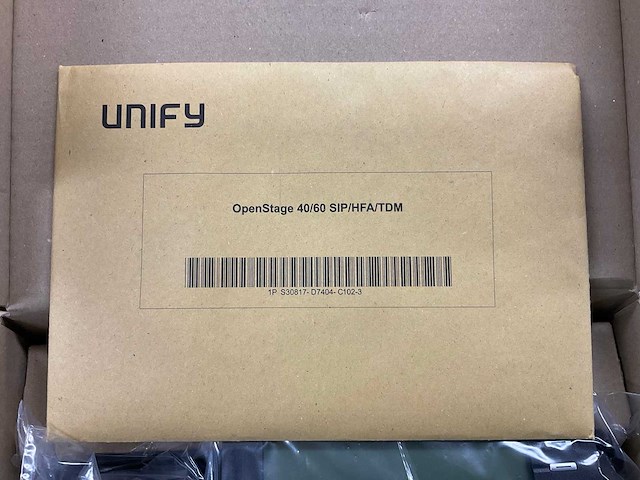 UNIFY
OpenStage 40/60 SIP/HFA/TDM
1P S30817- D7404- C102-3